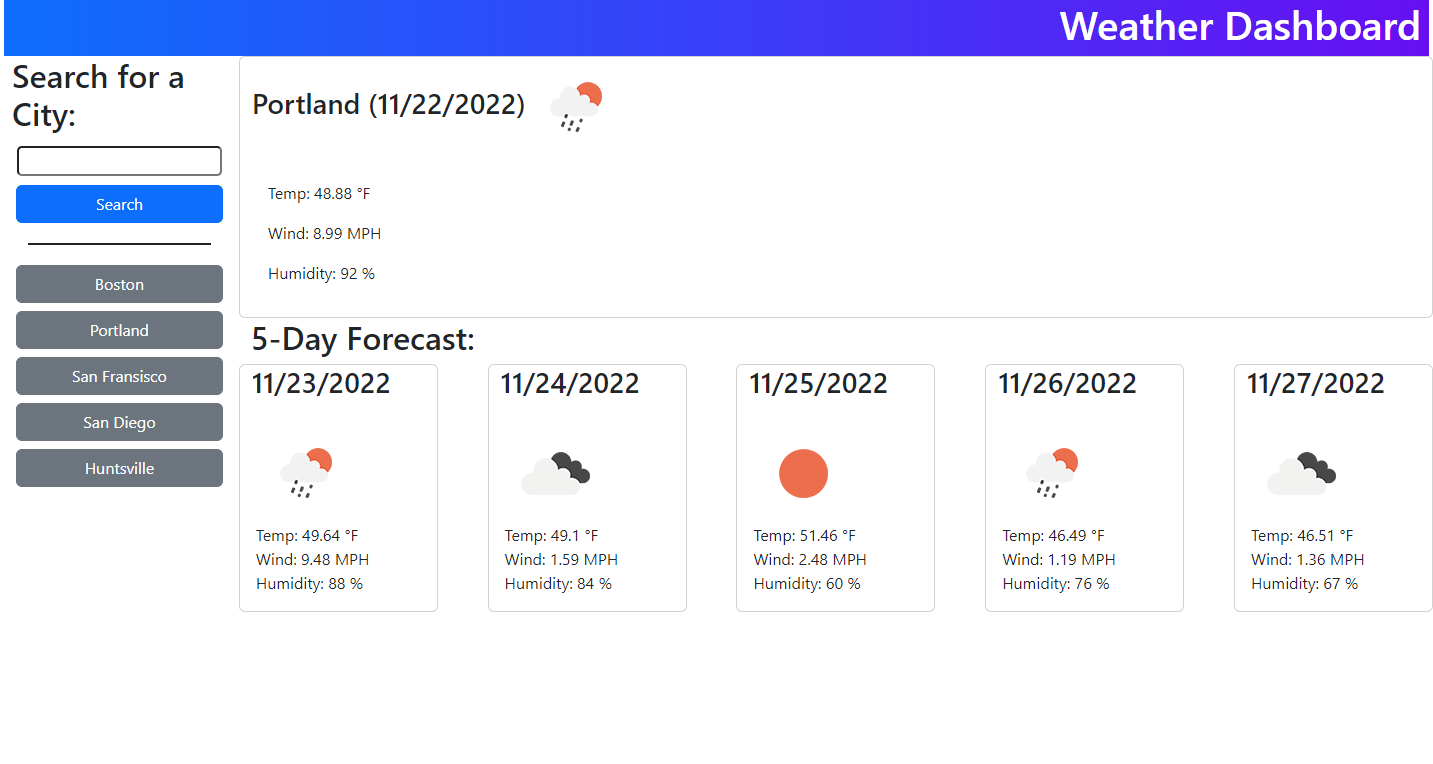 Weather Dashboard
Search for a
City:
Search
Boston
Portland
San Fransisco
San Diego
Huntsville
Portland (11/22/2022)
Temp: 48.88 °F
Wind: 8.99 MPH
Humidity: 92 %
5-Day Forecast:
11/23/2022
Temp: 49.64 °F
Wind: 9.48 MPH
Humidity: 88 %
11/24/2022
Temp: 49.1 °F
Wind: 1.59 MPH
Humidity: 84 %
11/25/2022
Temp: 51.46 °F
Wind: 2.48 MPH
Humidity: 60 %
11/26/2022
Temp: 46.49 °F
Wind: 1.19 MPH
Humidity: 76 %
11/27/2022
Temp: 46.51 °F
Wind: 1.36 MPH
Humidity: 67 %